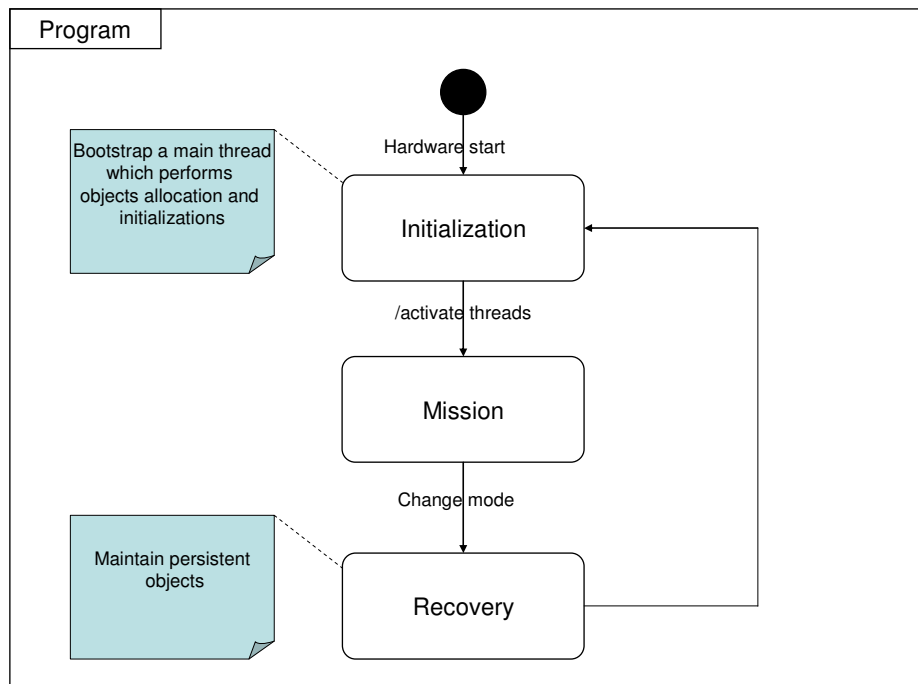 Program
Hardware start
Bootstrap a main thread
which performs
objects allocation and
initializations
Initialization
/activate threads
Mission
Change mode
Maintain persistent
objects
Recovery